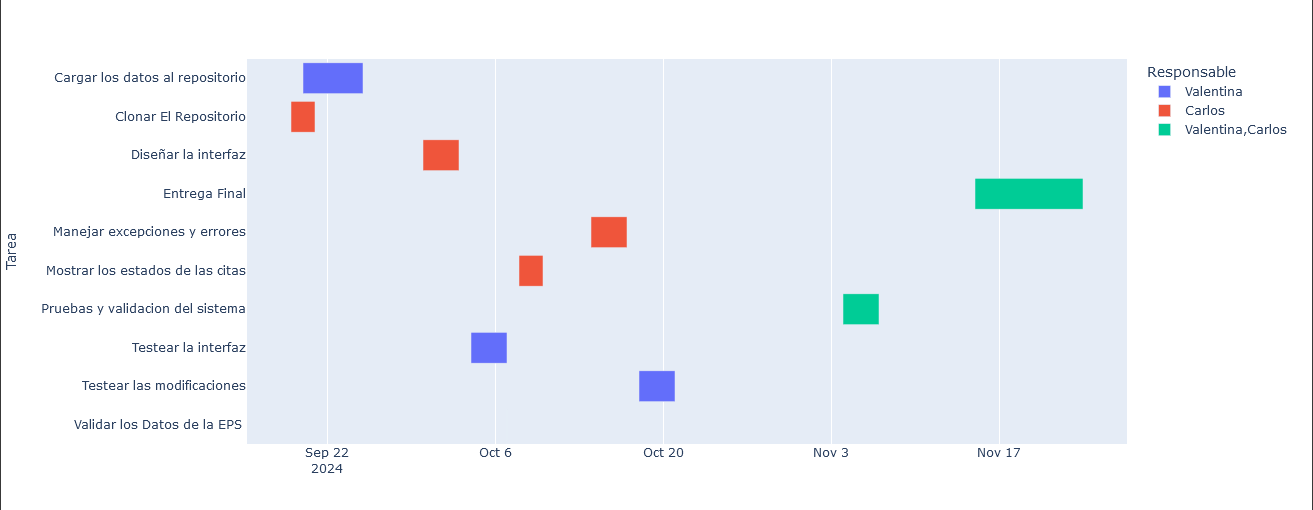 Responsable
Valentina
Carlos
Valentina,Carlos
Tarea
Cargar los datos al repositorio
Clonar El Repositorio
Diseñar la interfaz
Entrega Final
Manejar excepciones y errores
Mostrar los estados de las citas
Pruebas y validacion del sistema
Testear la interfaz
Testear las modificaciones
Validar los Datos de la EPS
Sep 22
2024
Oct 6
Oct 20
Nov 3
Nov 17